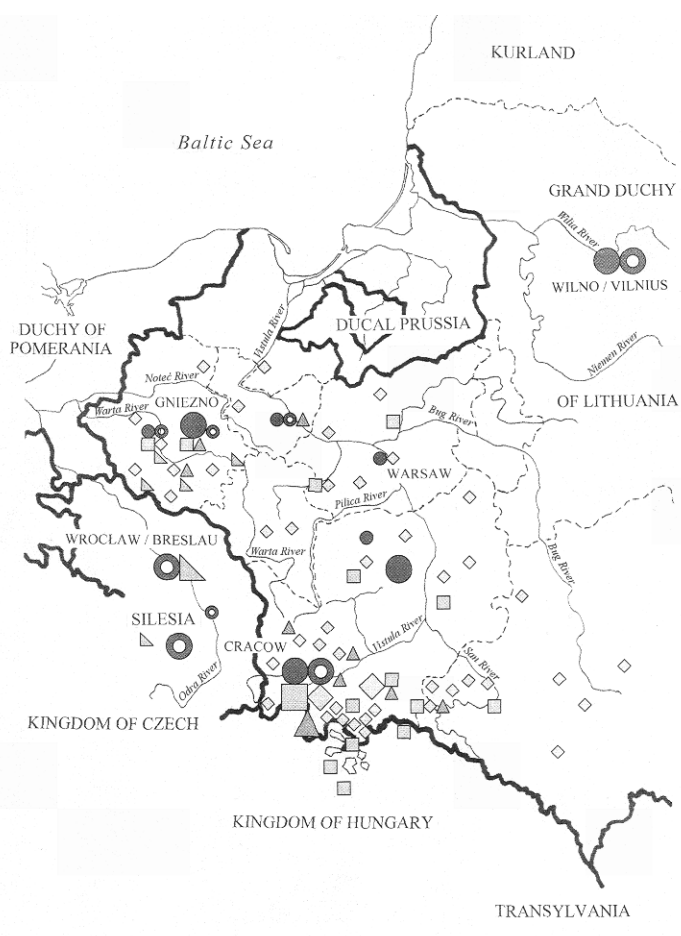 KURLAND
Baltic Sea
GRAND DUCHY
Wilia River
WILNO / VILNIUS
DUCHY OF
POMERANIA
Vistula River
DUCAL PRUSSIA
Niemen River
Noteć River
Warta River
GNIEZNO
OF LITHUANIA
Bug River
WARSAW
Pilica River
WROCŁAW / BRESLAU
Warta River
Bug River
SILESIA
CRACOW
Vistula River
San River
Odra River
KINGDOM OF CZECH
KINGDOM OF HUNGARY
TRANSYLVANIA